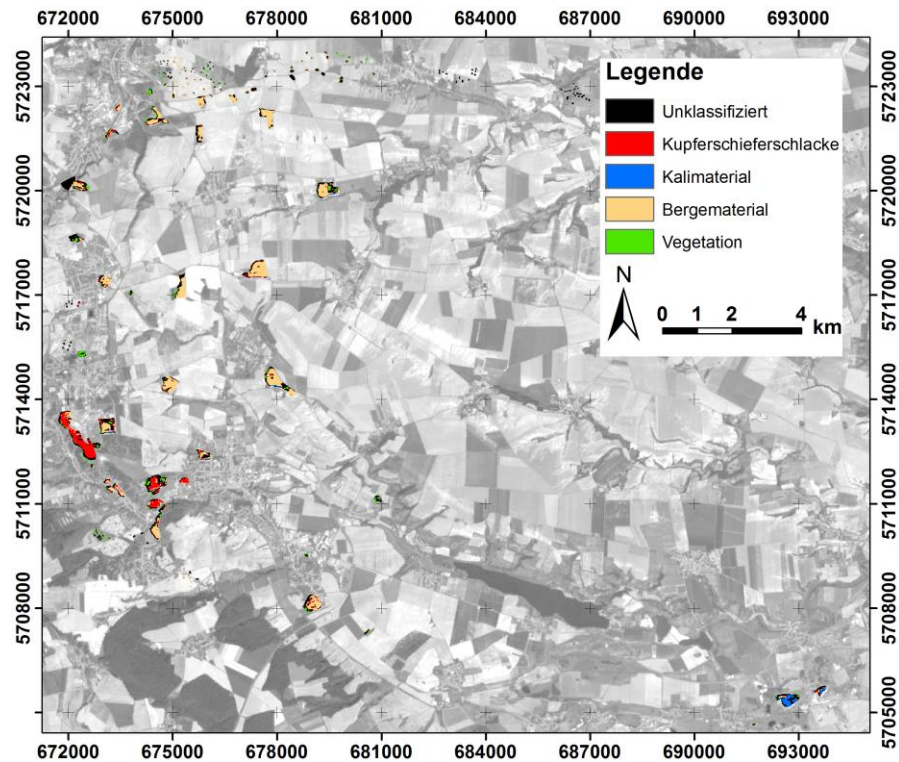 672000 675000 678000 681000 684000 687000 690000 693000
5723000 5723000
Legende
Unklassifiziert
Kupferschieferschlacke
Kalimaterial
Bergematerial
Vegetation
N
0 1 2 4
km
5720000 5720000
5717000 5717000
5714000 5714000
5711000 5711000
5708000 5708000
5705000 5705000
672000 675000 678000 681000 684000 687000 690000 693000